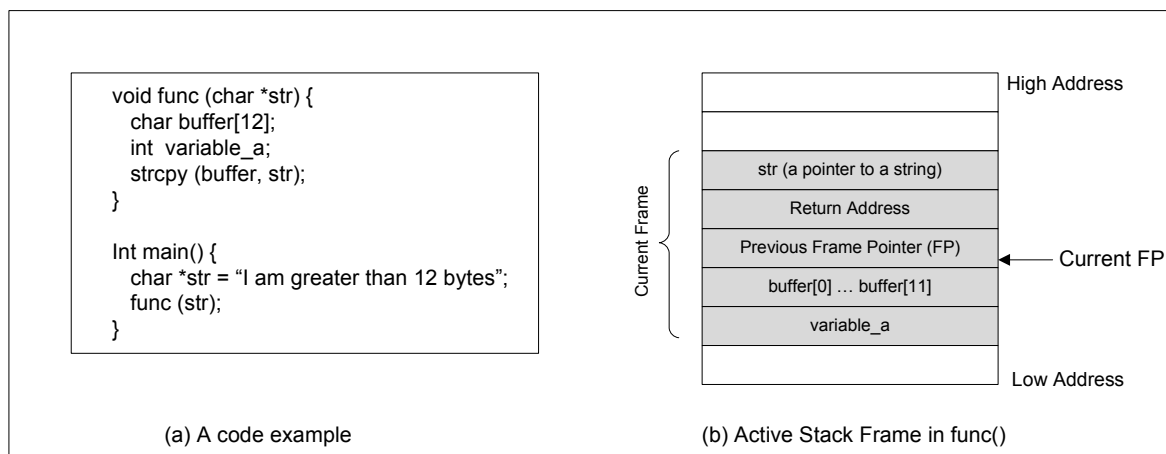 void func (char *str) {
char buffer[12];
int variable_a;
strcpy (buffer, str);
}
Int main() {
char *str = “I am greater than 12 bytes”;
func (str);
}
(a) A code example
High Address
str (a pointer to a string)
Return Address
Previous Frame Pointer (FP)
buffer[0] … buffer[11]
variable_a
Current Frame
Current FP
Low Address
(b) Active Stack Frame in func()